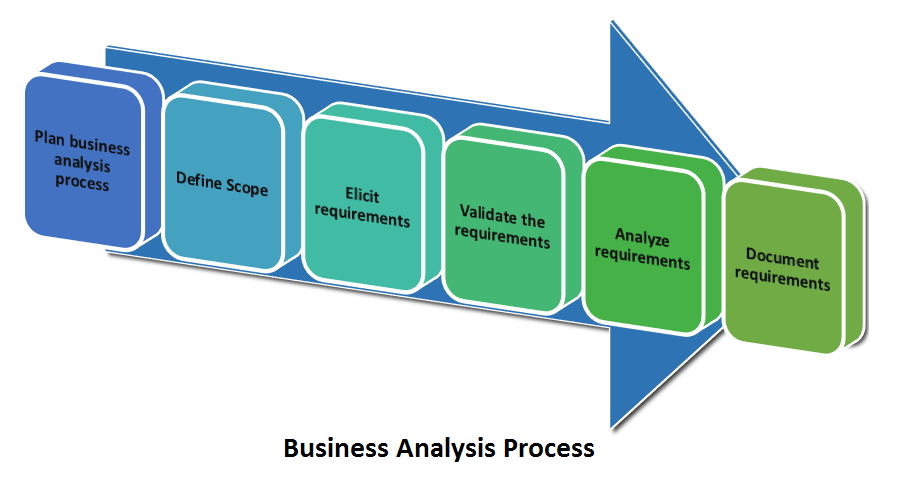 Plan business
analysis
process
Define Scope
Elicit
requirements
Validate the
requirements
Analyze
requirements
Document
requirements
Business Analysis Process